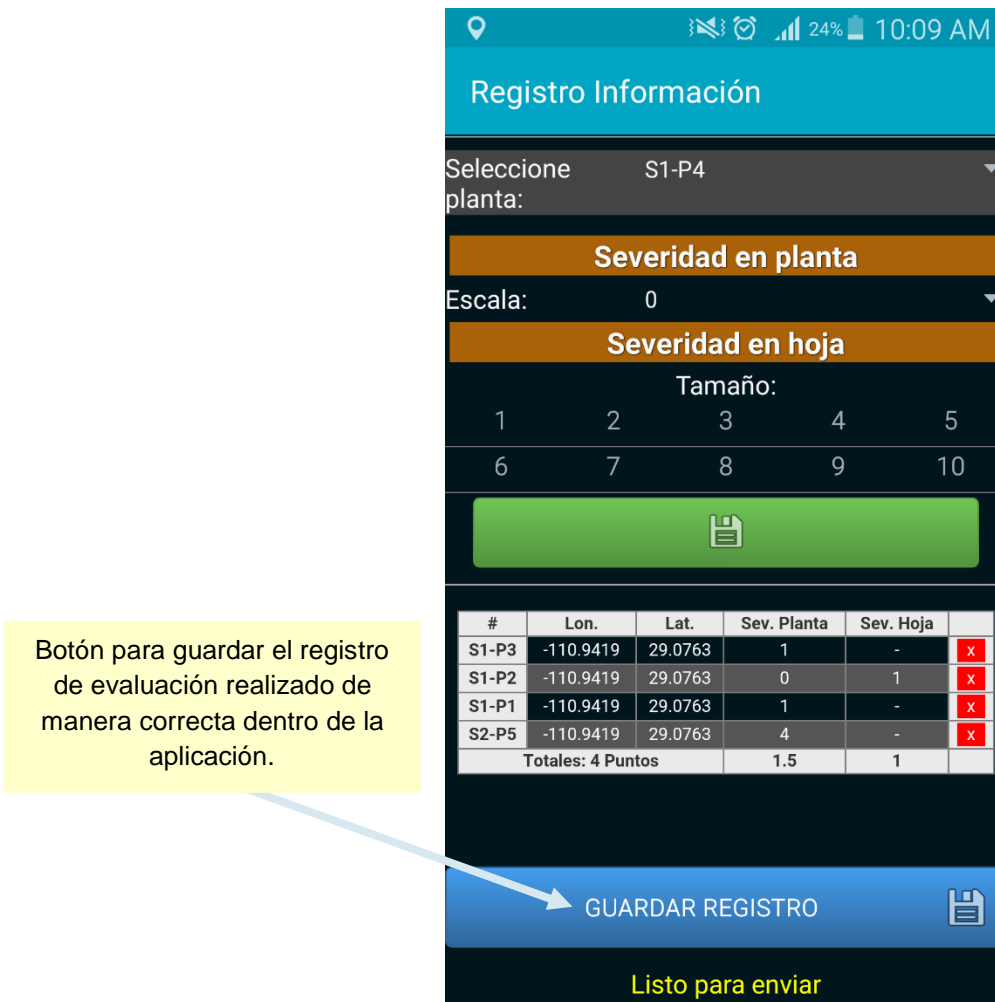 24% 10:09 AM
Registro Información
Seleccione planta: S1-P4
Severidad en planta
Escala: 0
Severidad en hoja
Tamaño:
1 2 3 4 5
6 7 8 9 10
# Lon. Lat. Sev. Planta Sev. Hoja
S1-P3 -110.9419 29.0763 1 - x
S1-P2 -110.9419 29.0763 0 1 x
S1-P1 -110.9419 29.0763 1 - x
S2-P5 -110.9419 29.0763 4 - x
Totales: 4 Puntos 1.5 1
Botón para guardar el registro
de evaluación realizado de
manera correcta dentro de la
aplicación.
GUARDAR REGISTRO
Listo para enviar